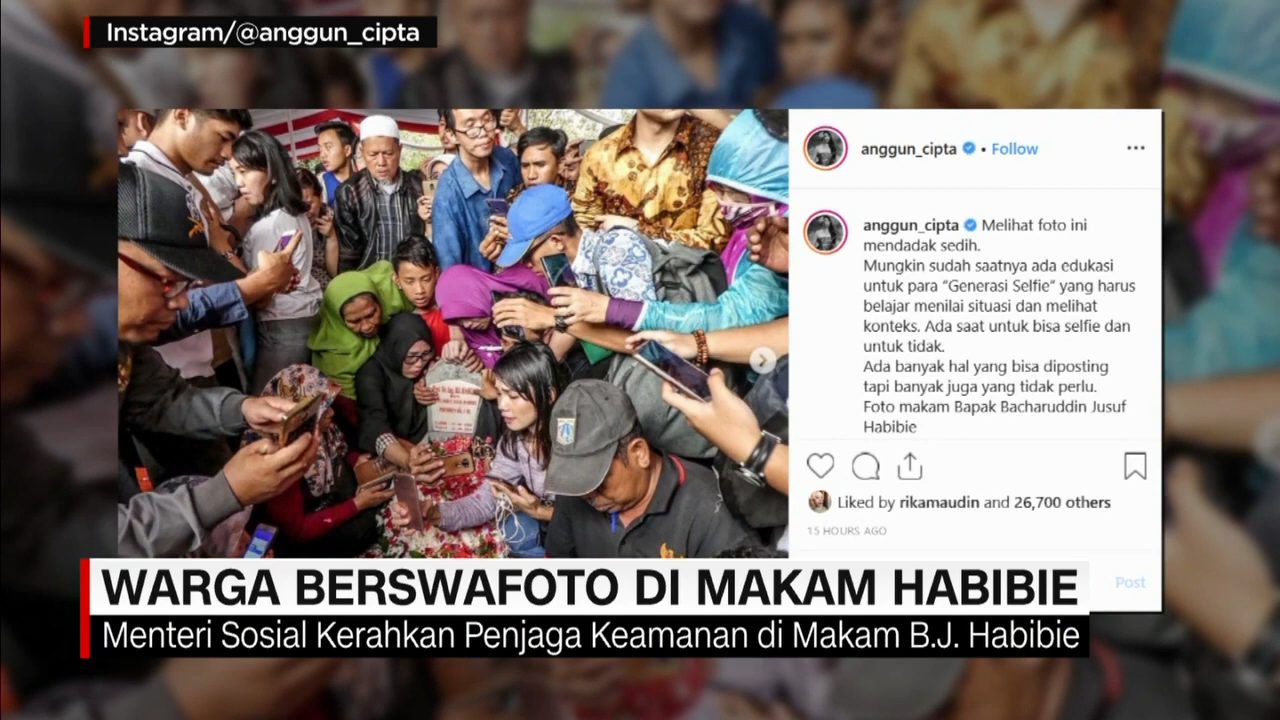 Instagram/@anggun_cipta
anggun_cipta • Follow
anggun_cipta Melihat foto ini
mendadak sedih.
Mungkin sudah saatnya ada edukasi
untuk para “Generasi Selfie” yang harus
belajar menilai situasi dan melihat
konteks. Ada saat untuk bisa selfie dan
untuk tidak.
Ada banyak hal yang bisa diposting
tapi banyak juga yang tidak perlu.
Foto makam Bapak Bacharuddin Jusuf
Habibie
Liked by rikamaudin and 26,700 others
15 HOURS AGO
Post
WARGA BERSWAFOTO DI MAKAM HABIBIE
Menteri Sosial Kerahkan Penjaga Keamanan di Makam B.J. Habibie